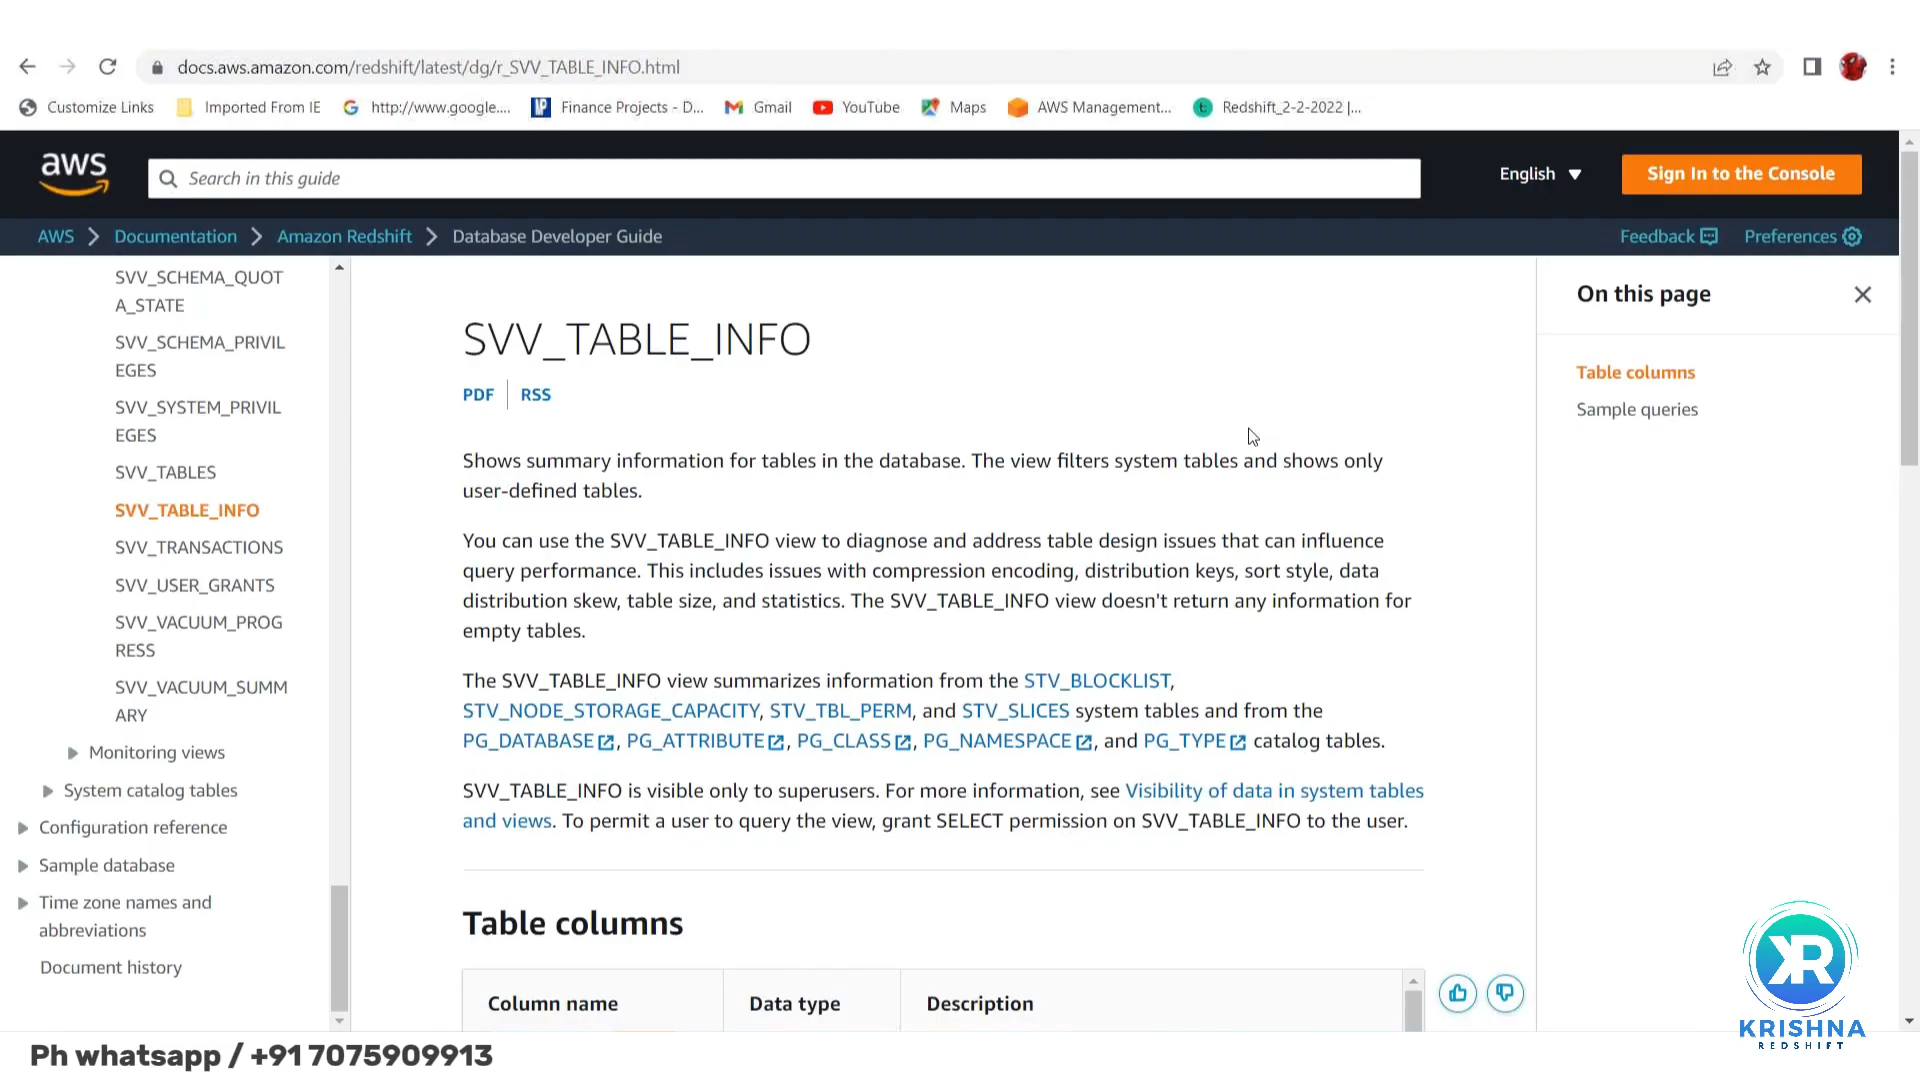 docs.aws.amazon.com/redshift/latest/dg/r_SVV_TABLE_INFO.html
Customize Links
Imported From IE
http://www.google....
Finance Projects - D...
Gmail
YouTube
Maps
AWS Management...
Redshift_2-2-2022 |...
aws
Search in this guide
English
Sign In to the Console
AWS
Documentation
Amazon Redshift
Database Developer Guide
Feedback
Preferences
SVV_SCHEMA_QUOT
A_STATE
SVV_SCHEMA_PRIVIL
EGES
SVV_SYSTEM_PRIVIL
EGES
SVV_TABLES
SVV_TABLE_INFO
SVV_TRANSACTIONS
SVV_USER_GRANTS
SVV_VACUUM_PROG
RESS
SVV_VACUUM_SUMM
ARY
Monitoring views
System catalog tables
Configuration reference
Sample database
Time zone names and
abbreviations
Document history
SVV_TABLE_INFO
PDF
RSS
Shows summary information for tables in the database. The view filters system tables and shows only
user-defined tables.
You can use the SVV_TABLE_INFO view to diagnose and address table design issues that can influence
query performance. This includes issues with compression encoding, distribution keys, sort style, data
distribution skew, table size, and statistics. The SVV_TABLE_INFO view doesn't return any information for
empty tables.
The SVV_TABLE_INFO view summarizes information from the STV_BLOCKLIST,
STV_NODE_STORAGE_CAPACITY, STV_TBL_PERM, and STV_SLICES system tables and from the
PG_DATABASE, PG_ATTRIBUTE, PG_CLASS, PG_NAMESPACE, and PG_TYPE catalog tables.
SVV_TABLE_INFO is visible only to superusers. For more information, see Visibility of data in system tables
and views. To permit a user to query the view, grant SELECT permission on SVV_TABLE_INFO to the user.
Table columns
Column name
Data type
Description
On this page
Table columns
Sample queries
KR
KRISHNA
REDSHIFT
Ph whatsapp / +91 7075909913